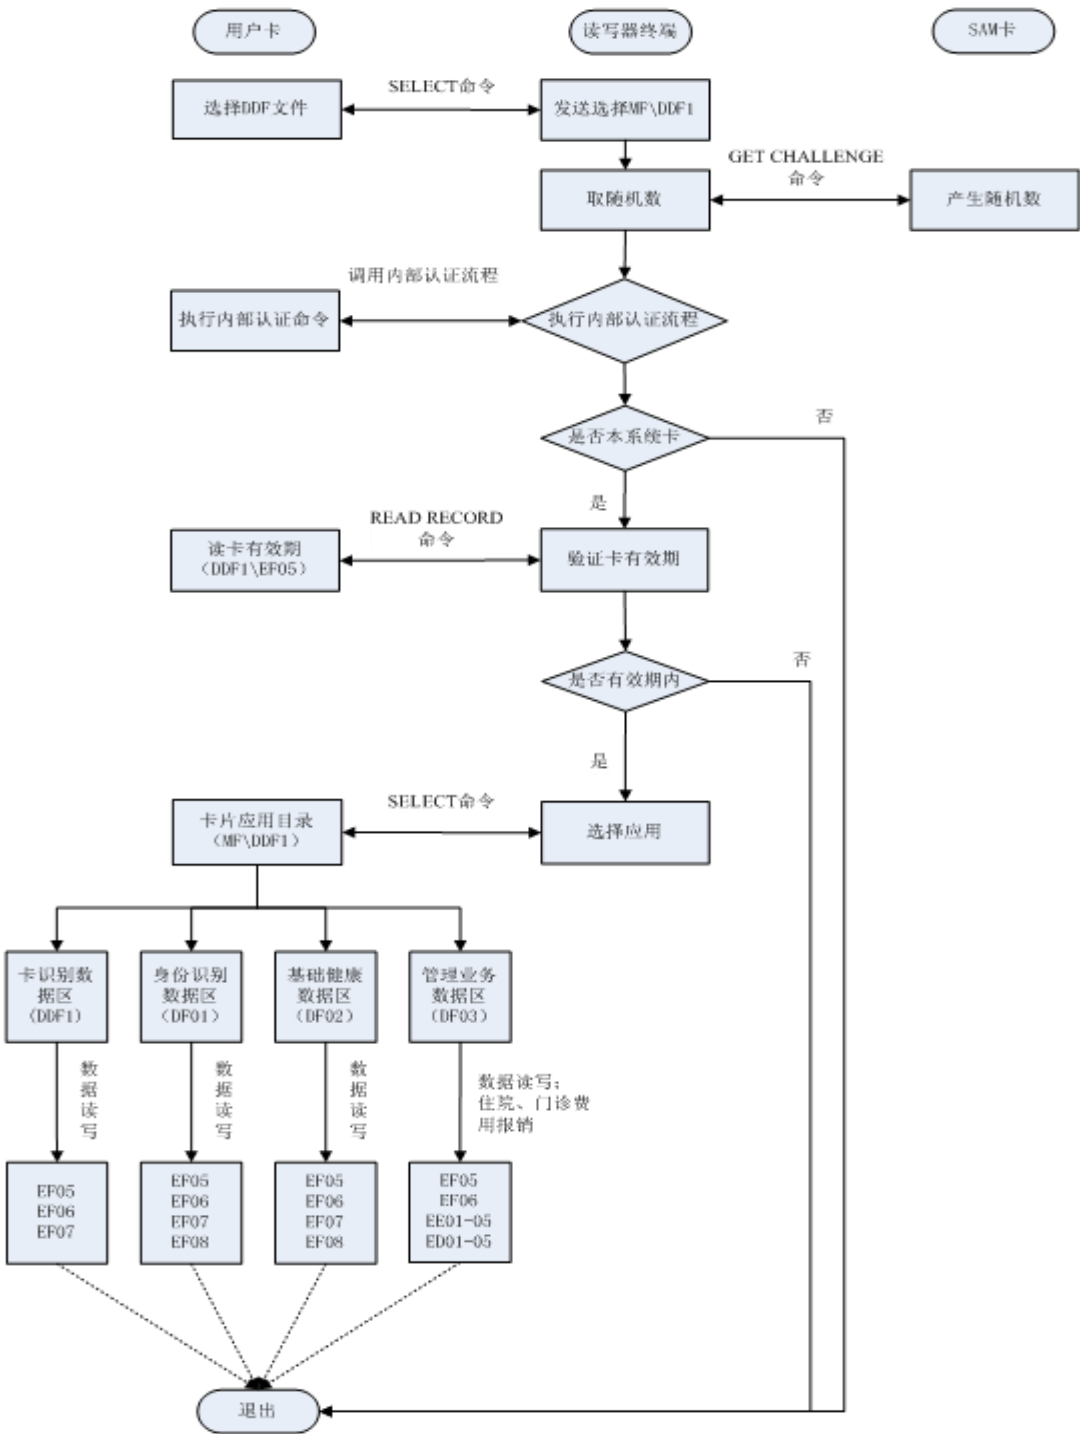 用户卡
读写器终端
SAM卡
SELECT命令
选择DDF文件
发送选择MF\DDF1
GET CHALLENGE
命令
取随机数
产生随机数
调用内部认证流程
执行内部认证命令
执行内部认证流程
否
是否本系统卡
是
READ RECORD
命令
读卡有效期
（DDF1\EF05）
验证卡有效期
否
是否有效期内
是
SELECT命令
卡片应用目录
（MF\DDF1）
选择应用
卡识别数
据区
（DDF1）
身份识别
数据区
（DF01）
基础健康
数据区
（DF02）
管理业务
数据区
（DF03）
数
据
读
写
数
据
读
写
数
据
读
写
数据读写；
住院、门诊费
用报销
EF05
EF06
EF07
EF05
EF06
EF07
EF08
EF05
EF06
EF07
EF08
EF05
EF06
EE01-05
ED01-05
退出